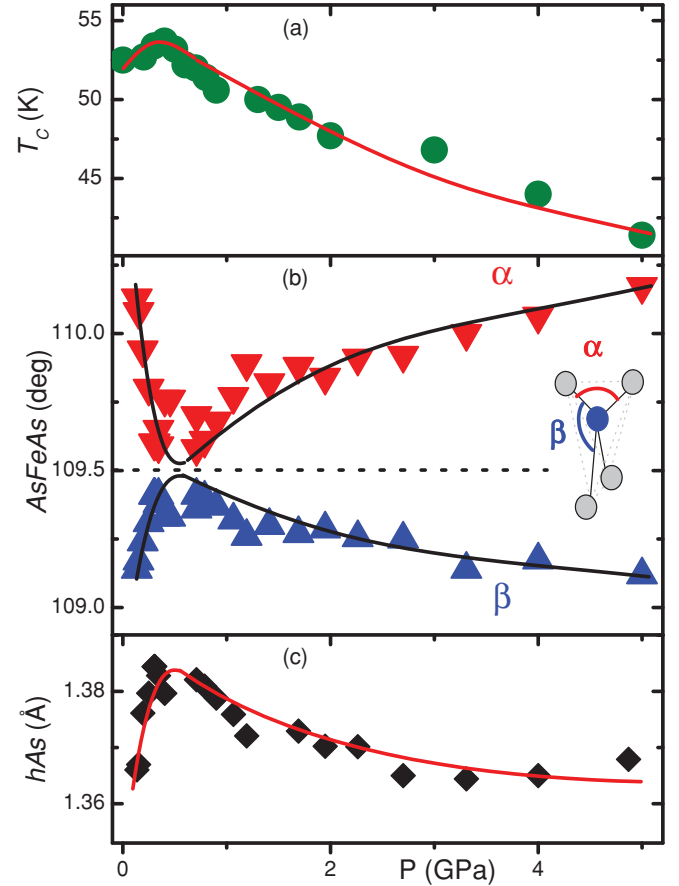 55
(a)
50
T_C (K)
45
(b)
α
110.0
α
AsFeAs (deg)
β
109.5
β
109.0
(c)
1.38
hAs (Å)
1.36
0 2 4
P (GPa)